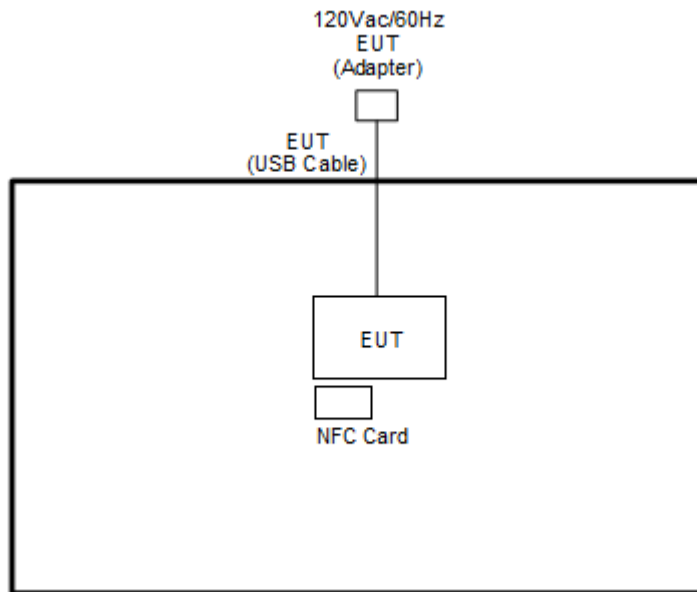 120Vac/60Hz
EUT
(Adapter)
EUT
(USB Cable)
EUT
NFC Card